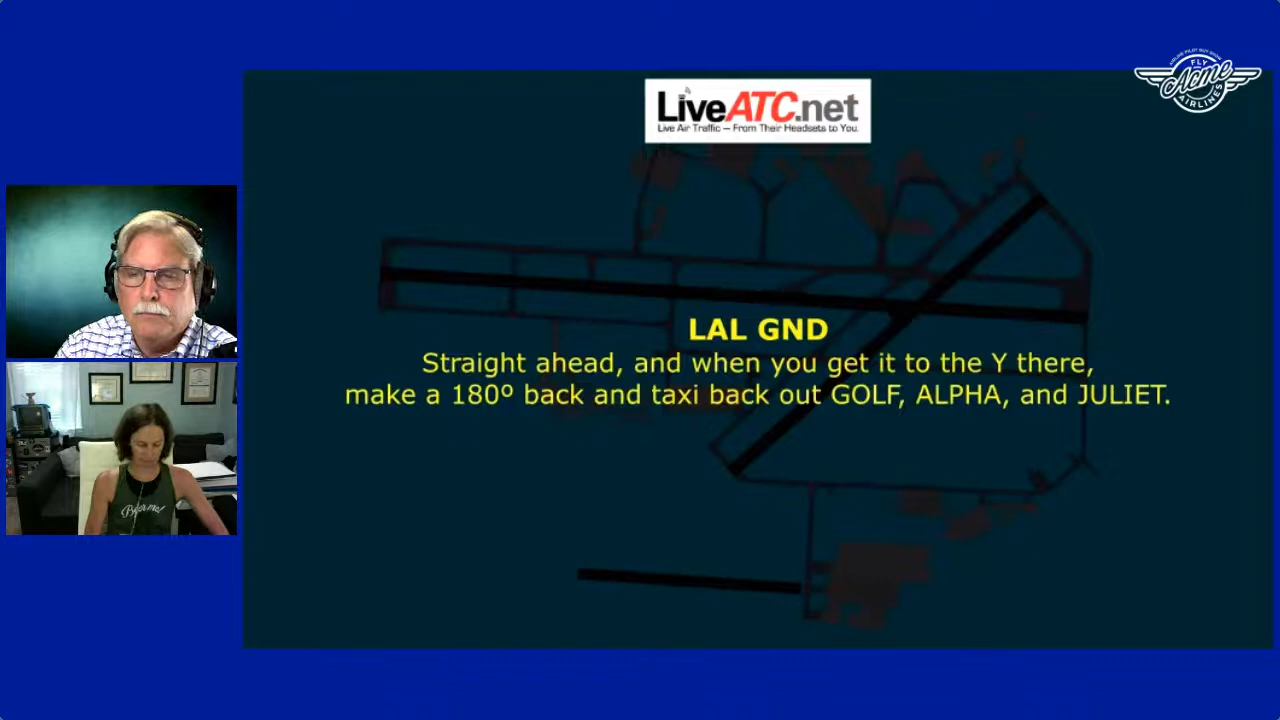 LiveATC.net
Live Air Traffic — From Their Headsets to You.
FLY
Acme
AIRLINES
LAL GND
Straight ahead, and when you get it to the Y there,
make a 180º back and taxi back out GOLF, ALPHA, and JULIET.